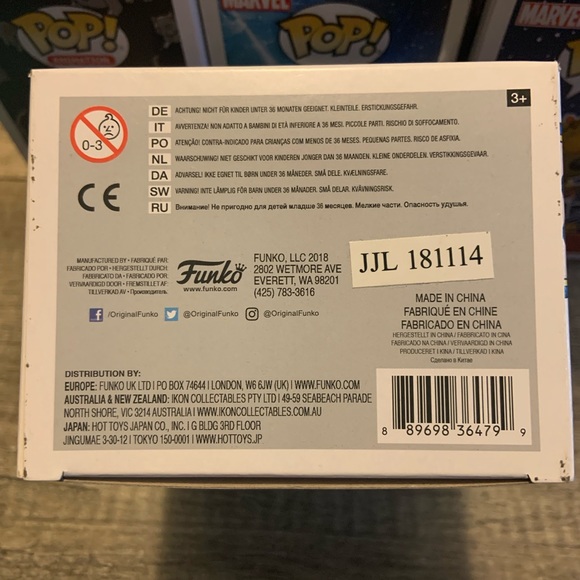 POP!
ANIMATION
MARVEL
POP!
MARVEL
POP!
3+
0-3
DE ACHTUNG! NICHT FÜR KINDER UNTER 36 MONATEN GEEIGNET. KLEINTEILE. ERSTICKUNGSGEFAHR.
IT AVVERTENZA! NON ADATTO A BAMBINI DI ETÀ INFERIORE A 36 MESI. PICCOLE PARTI. RISCHIO DI SOFFOCAMENTO.
PO ATENÇÃO! CONTRA-INDICADO PARA CRIANÇAS COM MENOS DE 36 MESES. PEQUENAS PARTES. RISCO DE ASFIXIA.
NL WAARSCHUWING! NIET GESCHIKT VOOR KINDEREN JONGER DAN 36 MAANDEN. KLEINE ONDERDELEN. VERSTIKKINGSGEVAAR.
DA ADVARSEL! IKKE EGNET TIL BØRN UNDER 36 MÅNEDER. SMÅ DELE. KVÆLNINGSFARE.
SW VARNING! INTE LÄMPLIG FÖR BARN UNDER 36 MÅNADER. SMÅ DELAR. KVÄVNINGSRISK.
RU Внимание! Не пригодно для детей младше 36 месяцев. Мелкие части. Опасность удушья.
CE
MANUFACTURED BY • FABRIQUÉ PAR
FABRICADO POR • HERGESTELLT DURCH
FABBRICATO DA • FABRICADO POR
VERVAARDIGD DOOR • FREMSTILLET AF
TILLVERKAD AV • Производитель
Funko
www.funko.com
FUNKO, LLC 2018
2802 WETMORE AVE
EVERETT, WA 98201
(425) 783-3616
JJL 181114
/OriginalFunko @OriginalFunko @OriginalFunko
MADE IN CHINA
FABRIQUÉ EN CHINE
FABRICADO EN CHINA
HERGESTELLT IN CHINA / FABBRICATO IN CINA
FABRICADO NA CHINA / VERVAARDIGD IN CHINA
PRODUCERET I KINA / TILLVERKAD I KINA
Сделано в Китае
DISTRIBUTION BY:
EUROPE: FUNKO UK LTD I PO BOX 74644 I LONDON, W6 6JW (UK) I WWW.FUNKO.COM
AUSTRALIA & NEW ZEALAND: IKON COLLECTABLES PTY LTD I 49-59 SEABEACH PARADE
NORTH SHORE, VIC 3214 AUSTRALIA I WWW.IKONCOLLECTABLES.COM.AU
JAPAN: HOT TOYS JAPAN CO., INC. I G BLDG 3RD FLOOR
JINGUMAE 3-30-12 I TOKYO 150-0001 I WWW.HOTTOYS.JP
8 89698 36479 9